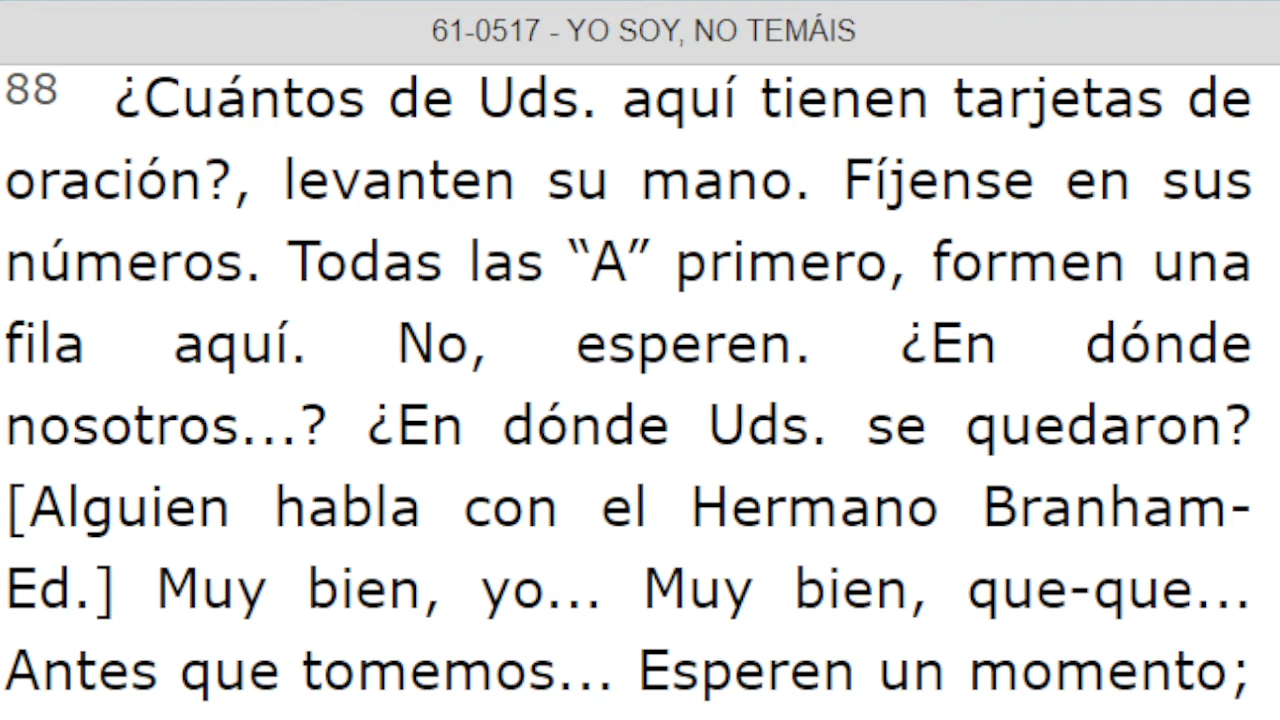 61-0517 - YO SOY, NO TEMÁIS
88 ¿Cuántos de Uds. aquí tienen tarjetas de
oración?, levanten su mano. Fíjense en sus
números. Todas las “A” primero, formen una
fila aquí. No, esperen. ¿En dónde
nosotros...? ¿En dónde Uds. se quedaron?
[Alguien habla con el Hermano Branham-
Ed.] Muy bien, yo... Muy bien, que-que...
Antes que tomemos... Esperen un momento;